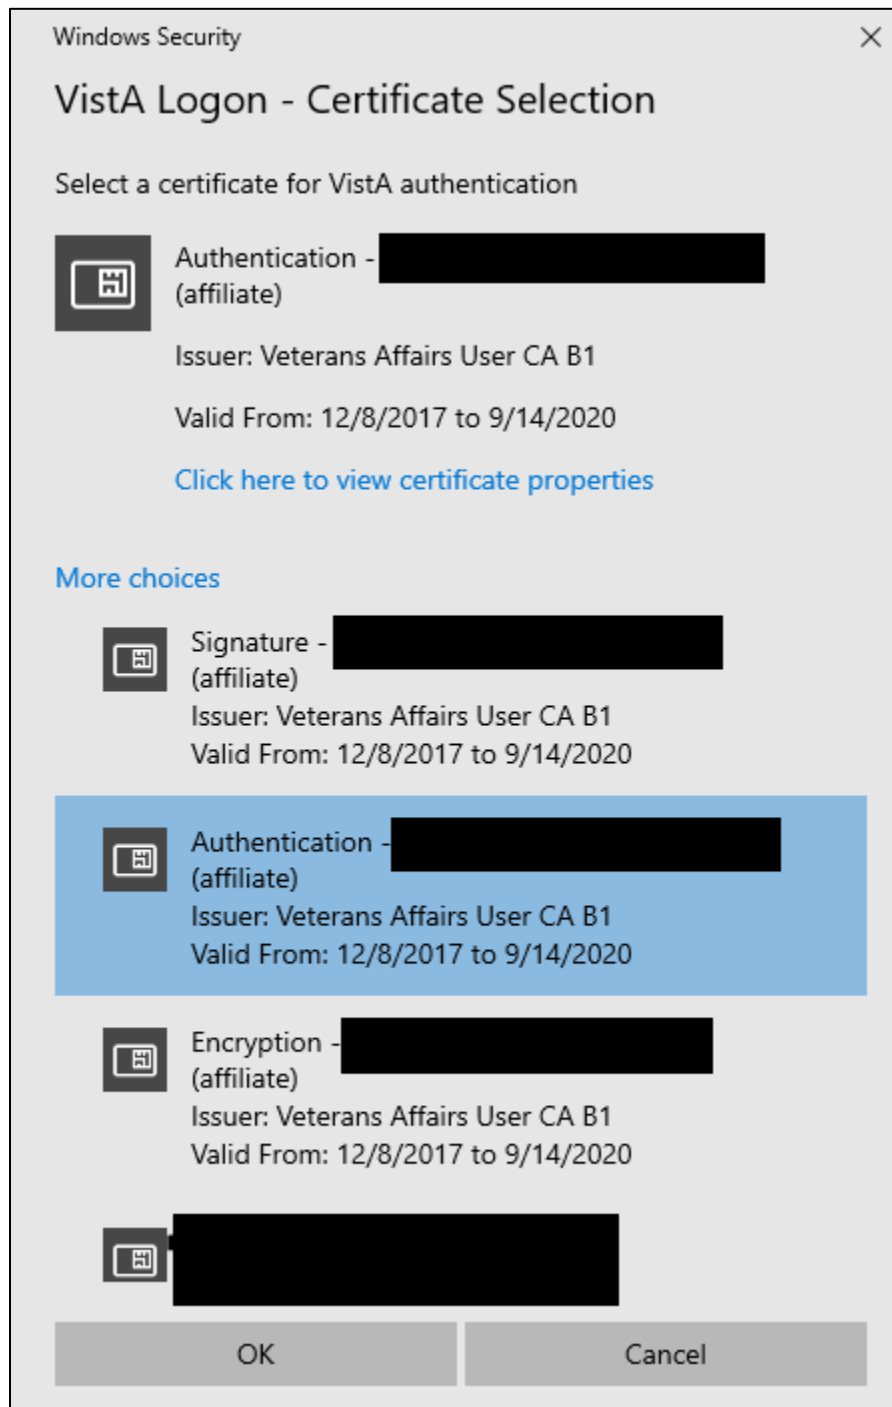 Windows Security
VistA Logon - Certificate Selection
Select a certificate for VistA authentication
Authentication -
(affiliate)
Issuer: Veterans Affairs User CA B1
Valid From: 12/8/2017 to 9/14/2020
Click here to view certificate properties
More choices
Signature -
(affiliate)
Issuer: Veterans Affairs User CA B1
Valid From: 12/8/2017 to 9/14/2020
Authentication -
(affiliate)
Issuer: Veterans Affairs User CA B1
Valid From: 12/8/2017 to 9/14/2020
Encryption -
(affiliate)
Issuer: Veterans Affairs User CA B1
Valid From: 12/8/2017 to 9/14/2020
OK Cancel